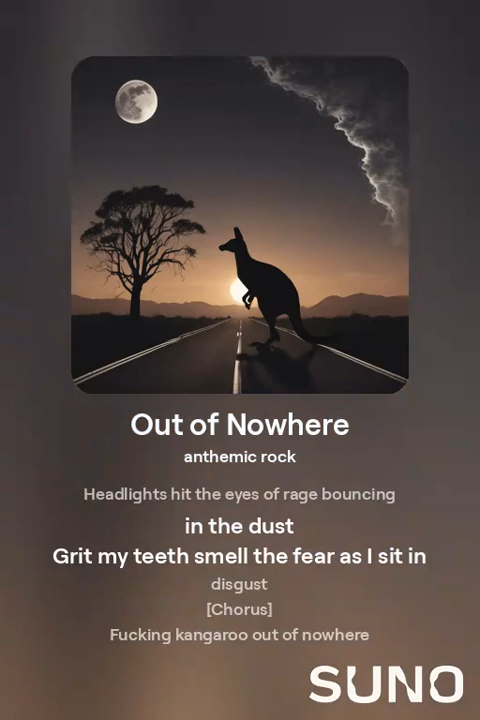 Out of Nowhere
anthemic rock
Headlights hit the eyes of rage bouncing
in the dust
Grit my teeth smell the fear as I sit in
disgust
[Chorus]
Fucking kangaroo out of nowhere
SUNO